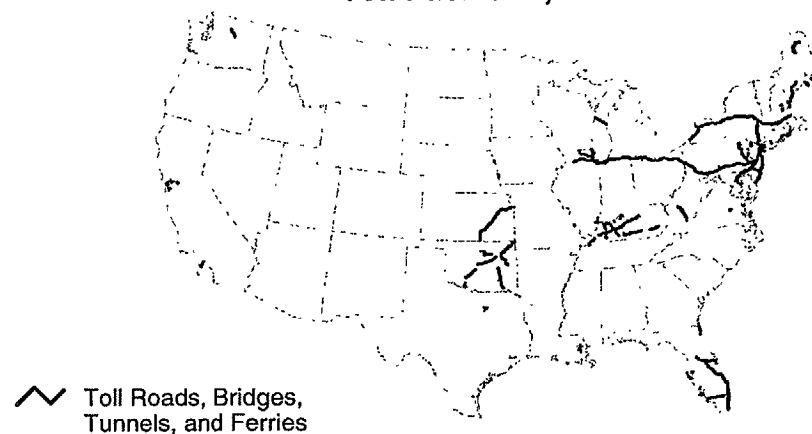 Toll Roads, Bridges,
Tunnels, and Ferries